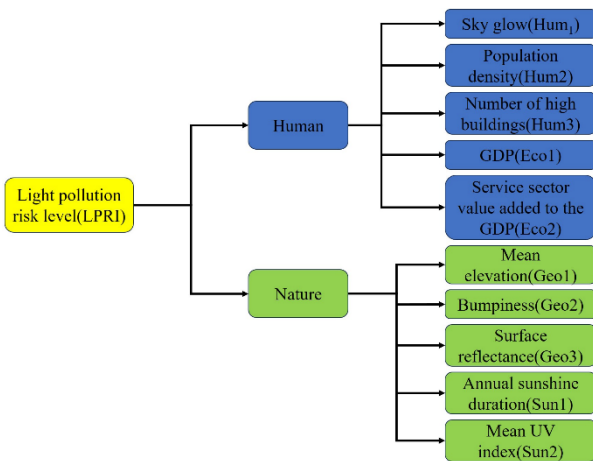 Sky glow(Hum₁)
Population
density(Hum2)
Number of high
buildings(Hum3)
GDP(Eco1)
Service sector
value added to the
GDP(Eco2)
Human
Light pollution
risk level(LPRI)
Nature
Mean
elevation(Geo1)
Bumpiness(Geo2)
Surface
reflectance(Geo3)
Annual sunshine
duration(Sun1)
Mean UV
index(Sun2)